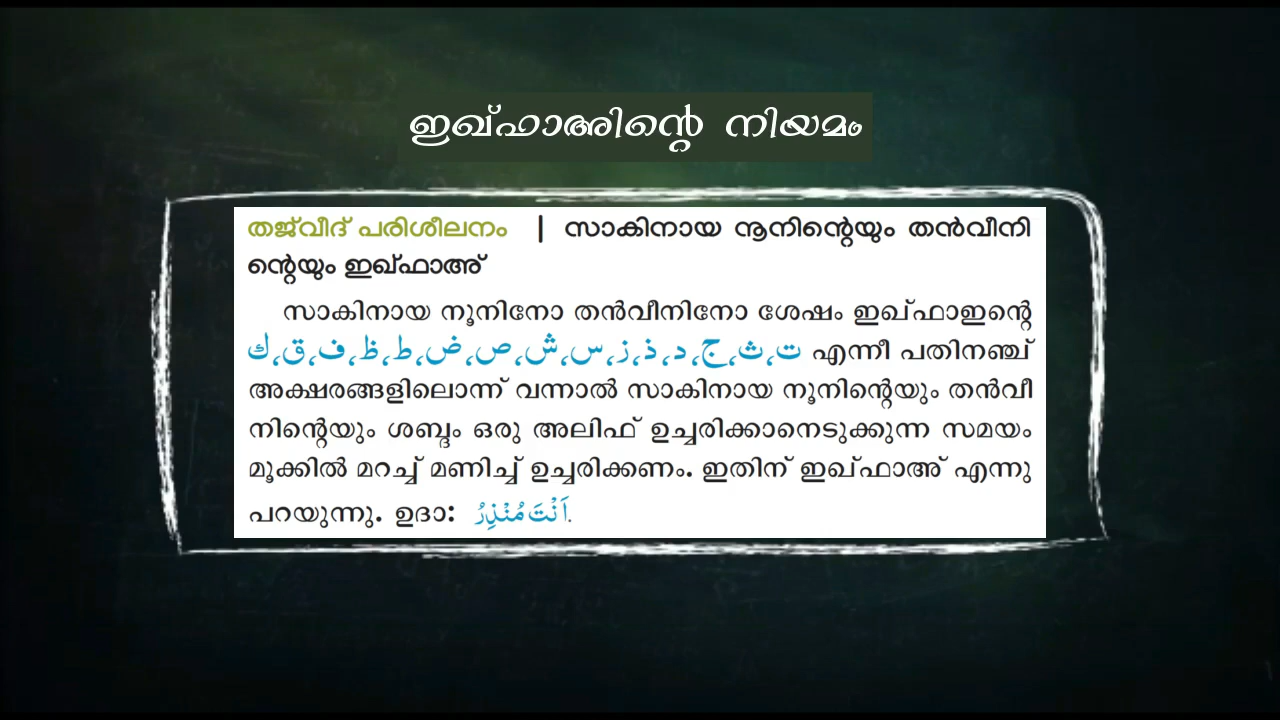 ഇഖ്ഫാഅിന്റെ നിയമം
തജ്‌വീദ് പരിശീലനം | സാകിനായ നൂനിന്റെയും തൻവീനി
ന്റെയും ഇഖ്ഫാഅ്
സാകിനായ നൂനിനോ തൻവീനിനോ ശേഷം ഇഖ്ഫാഇന്റെ
ت،ث،ج،د،ذ،ز،س،ش،ص،ض،ط،ظ،ف،ق،ك എന്നീ പതിനഞ്ച്
അക്ഷരങ്ങളിലൊന്ന് വന്നാൽ സാകിനായ നൂനിന്റെയും തൻവീ
നിന്റെയും ശബ്ദം ഒരു അലിഫ് ഉച്ചരിക്കാനെടുക്കുന്ന സമയം
മൂക്കിൽ മറച്ച് മണിച്ച് ഉച്ചരിക്കണം. ഇതിന് ഇഖ്ഫാഅ് എന്നു
പറയുന്നു. ഉദാ: اَنْتَ مُنْذِرُ.